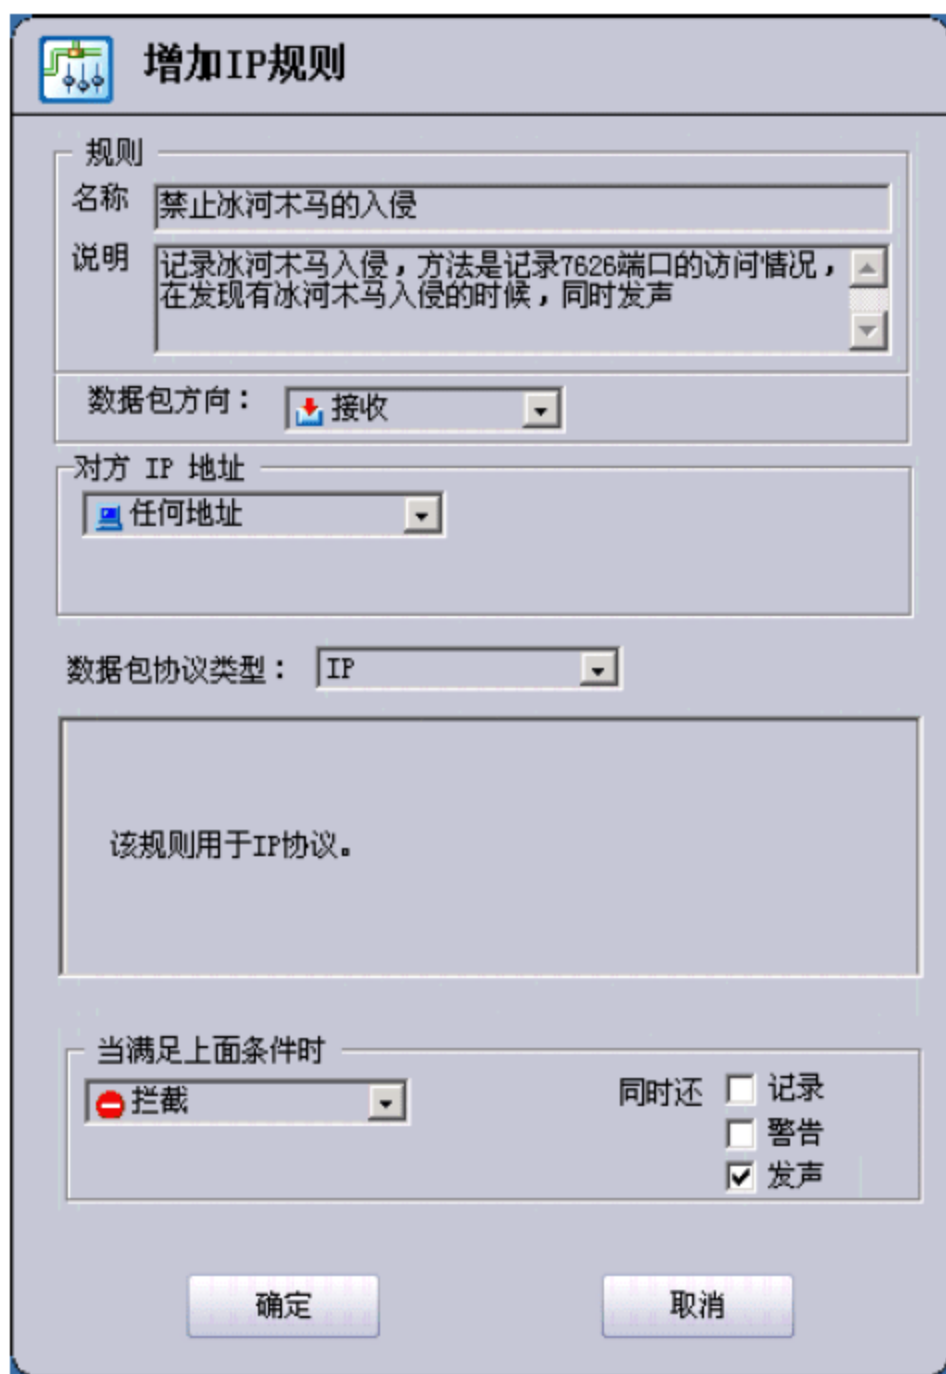 增加IP规则
规则
名称 禁止冰河木马的入侵
说明 记录冰河木马入侵，方法是记录7626端口的访问情况，
在发现有冰河木马入侵的时候，同时发声
数据包方向： 接收
对方 IP 地址
任何地址
数据包协议类型： IP
该规则用于IP协议。
当满足上面条件时
拦截 同时还 记录
警告
发声
确定 取消